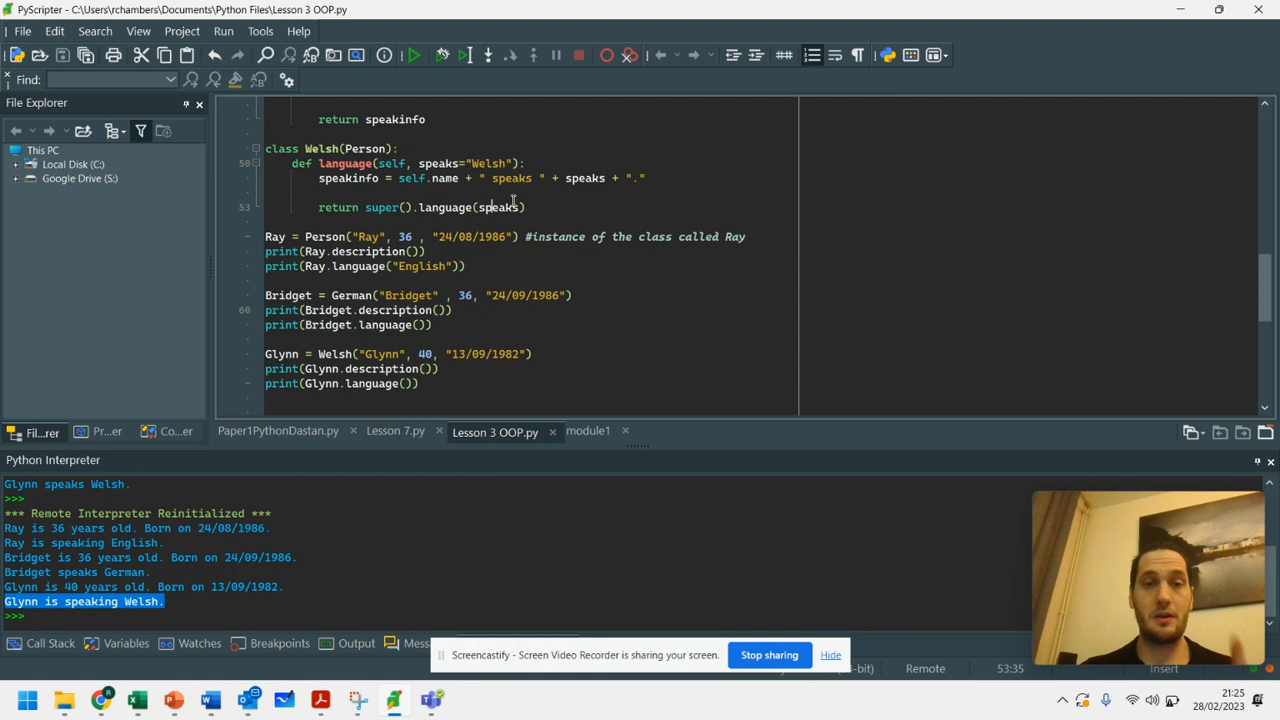 PyScripter - C:\Users\rchambers\Documents\Python Files\Lesson 3 OOP.py
File Edit Search View Project Run Tools Help
Find:
File Explorer
This PC
Local Disk (C:)
Google Drive (S:)
return speakinfo
class Welsh(Person):
50 def language(self, speaks="Welsh"):
speakinfo = self.name + " speaks " + speaks + "."
53 return super().language(speaks)
Ray = Person("Ray", 36 , "24/08/1986") #instance of the class called Ray
print(Ray.description())
print(Ray.language("English"))
Bridget = German("Bridget" , 36, "24/09/1986")
60 print(Bridget.description())
print(Bridget.language())
Glynn = Welsh("Glynn", 40, "13/09/1982")
print(Glynn.description())
print(Glynn.language())
Fil...rer Pr...er Co...er
Paper1PythonDastan.py Lesson 7.py Lesson 3 OOP.py module1
Python Interpreter
Glynn speaks Welsh.
>>>
*** Remote Interpreter Reinitialized ***
Ray is 36 years old. Born on 24/08/1986.
Ray is speaking English.
Bridget is 36 years old. Born on 24/09/1986.
Bridget speaks German.
Glynn is 40 years old. Born on 13/09/1982.
Glynn is speaking Welsh.
>>>
Call Stack Variables Watches Breakpoints Output Mess
Screencastify - Screen Video Recorder is sharing your screen. Stop sharing Hide
-bit) Remote 53:35 Insert
21:25
28/02/2023